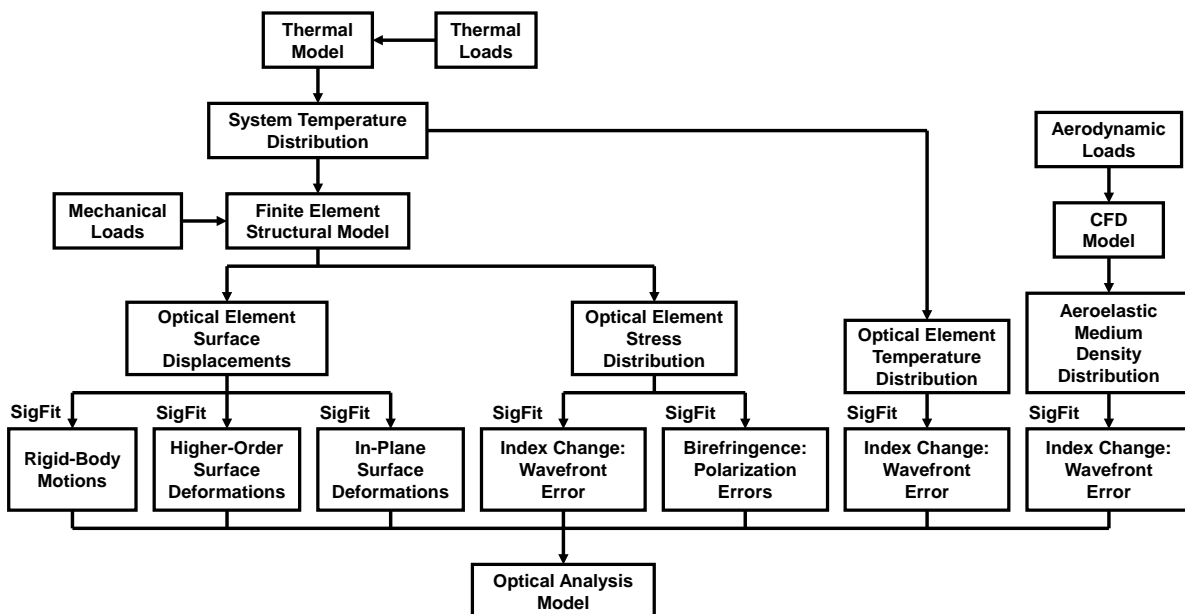 Thermal
Model
Thermal
Loads
System Temperature
Distribution
Aerodynamic
Loads
Mechanical
Loads
Finite Element
Structural Model
CFD
Model
Optical Element
Surface
Displacements
Optical Element
Stress
Distribution
Optical Element
Temperature
Distribution
Aeroelastic
Medium
Density
Distribution
SigFit
SigFit
SigFit
SigFit
SigFit
SigFit
SigFit
Rigid-Body
Motions
Higher-Order
Surface
Deformations
In-Plane
Surface
Deformations
Index Change:
Wavefront
Error
Birefringence:
Polarization
Errors
Index Change:
Wavefront
Error
Index Change:
Wavefront
Error
Optical Analysis
Model